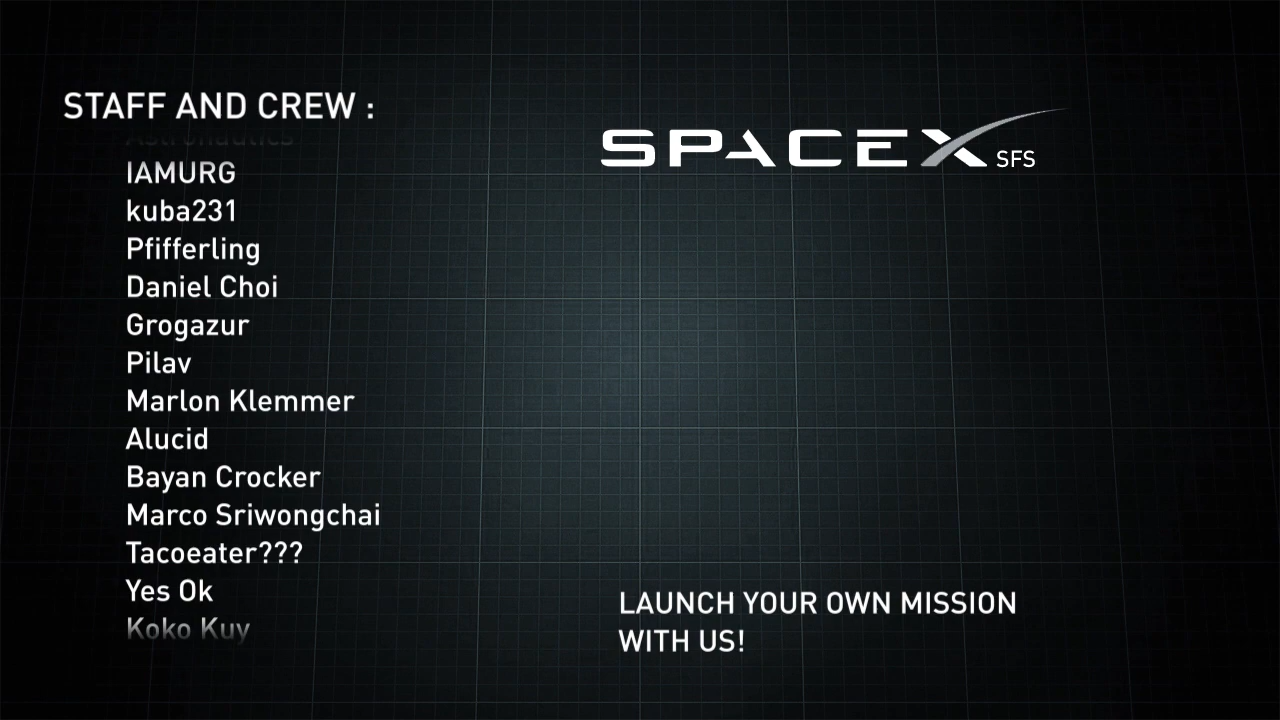 STAFF AND CREW :
Astronautics
IAMURG
kuba231
Pfifferling
Daniel Choi
Grogazur
Pilav
Marlon Klemmer
Alucid
Bayan Crocker
Marco Sriwongchai
Tacoeater???
Yes Ok
Koko Kuy
SPACEX SFS
LAUNCH YOUR OWN MISSION
WITH US!